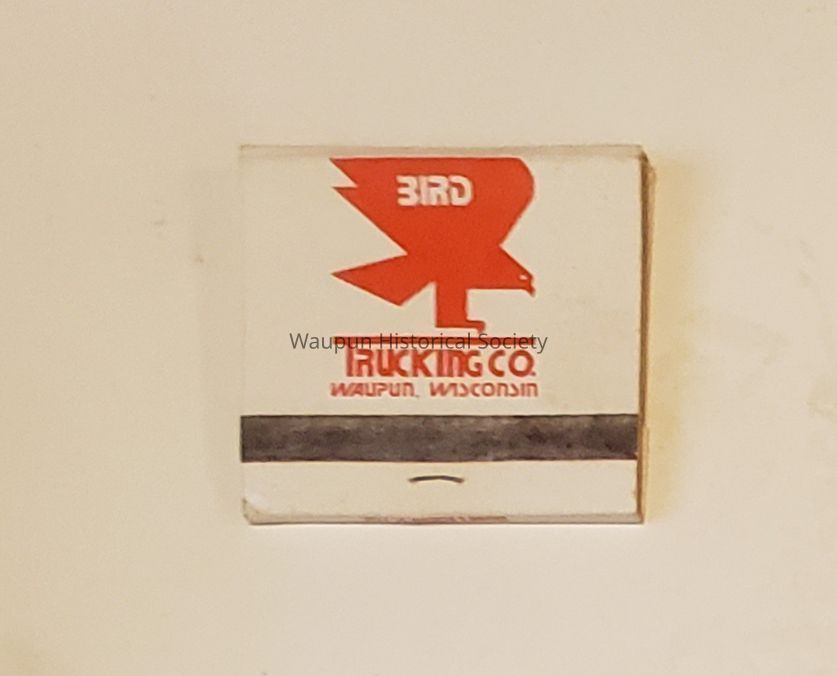 BIRD
Waupun Historical Society
TRUCKING CO.
WAUPUN, WISCONSIN